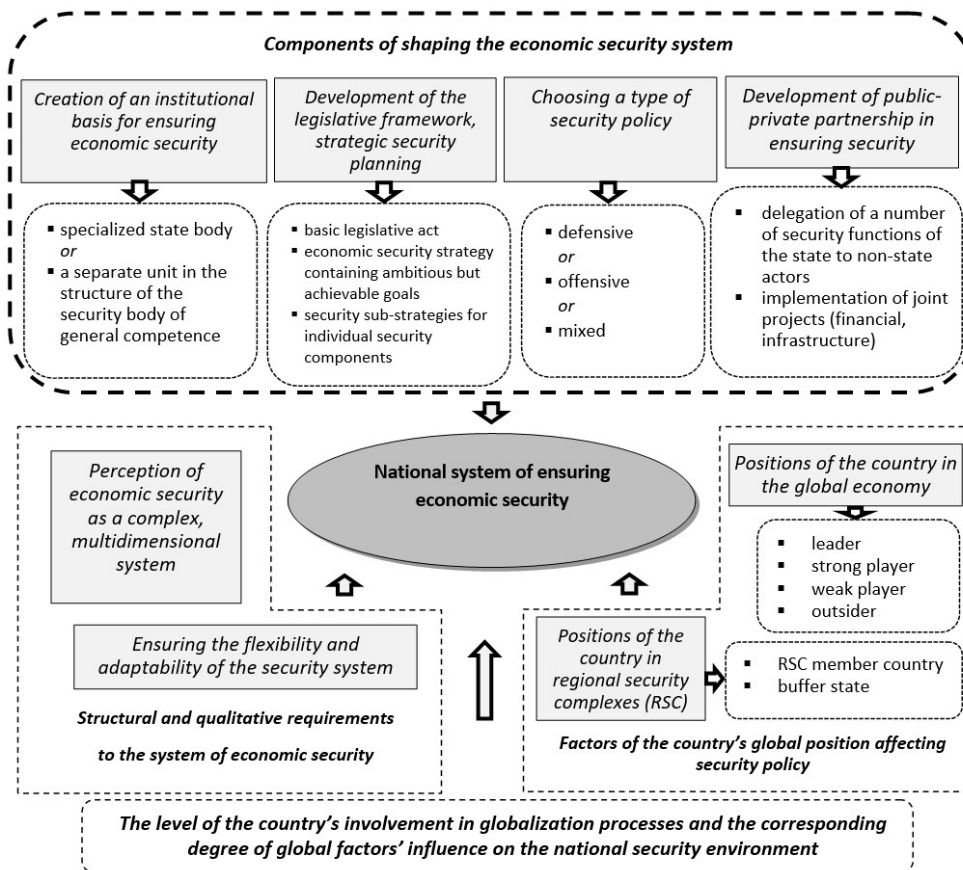 Components of shaping the economic security system
Creation of an institutional
basis for ensuring
economic security
Development of the
legislative framework,
strategic security
planning
Choosing a type of
security policy
Development of public-
private partnership in
ensuring security
▪ specialized state body
or
▪ a separate unit in the
structure of the
security body of
general competence
▪ basic legislative act
▪ economic security strategy
containing ambitious but
achievable goals
▪ security sub-strategies for
individual security
components
▪ defensive
or
▪ offensive
or
▪ mixed
▪ delegation of a number
of security functions of
the state to non-state
actors
▪ implementation of joint
projects (financial,
infrastructure)
National system of ensuring
economic security
Perception of
economic security
as a complex,
multidimensional
system
Ensuring the flexibility and
adaptability of the security system
Structural and qualitative requirements
to the system of economic security
Positions of the country in
the global economy
▪ leader
▪ strong player
▪ weak player
▪ outsider
Positions of the
country in
regional security
complexes (RSC)
▪ RSC member country
▪ buffer state
Factors of the country's global position affecting
security policy
The level of the country's involvement in globalization processes and the corresponding
degree of global factors' influence on the national security environment